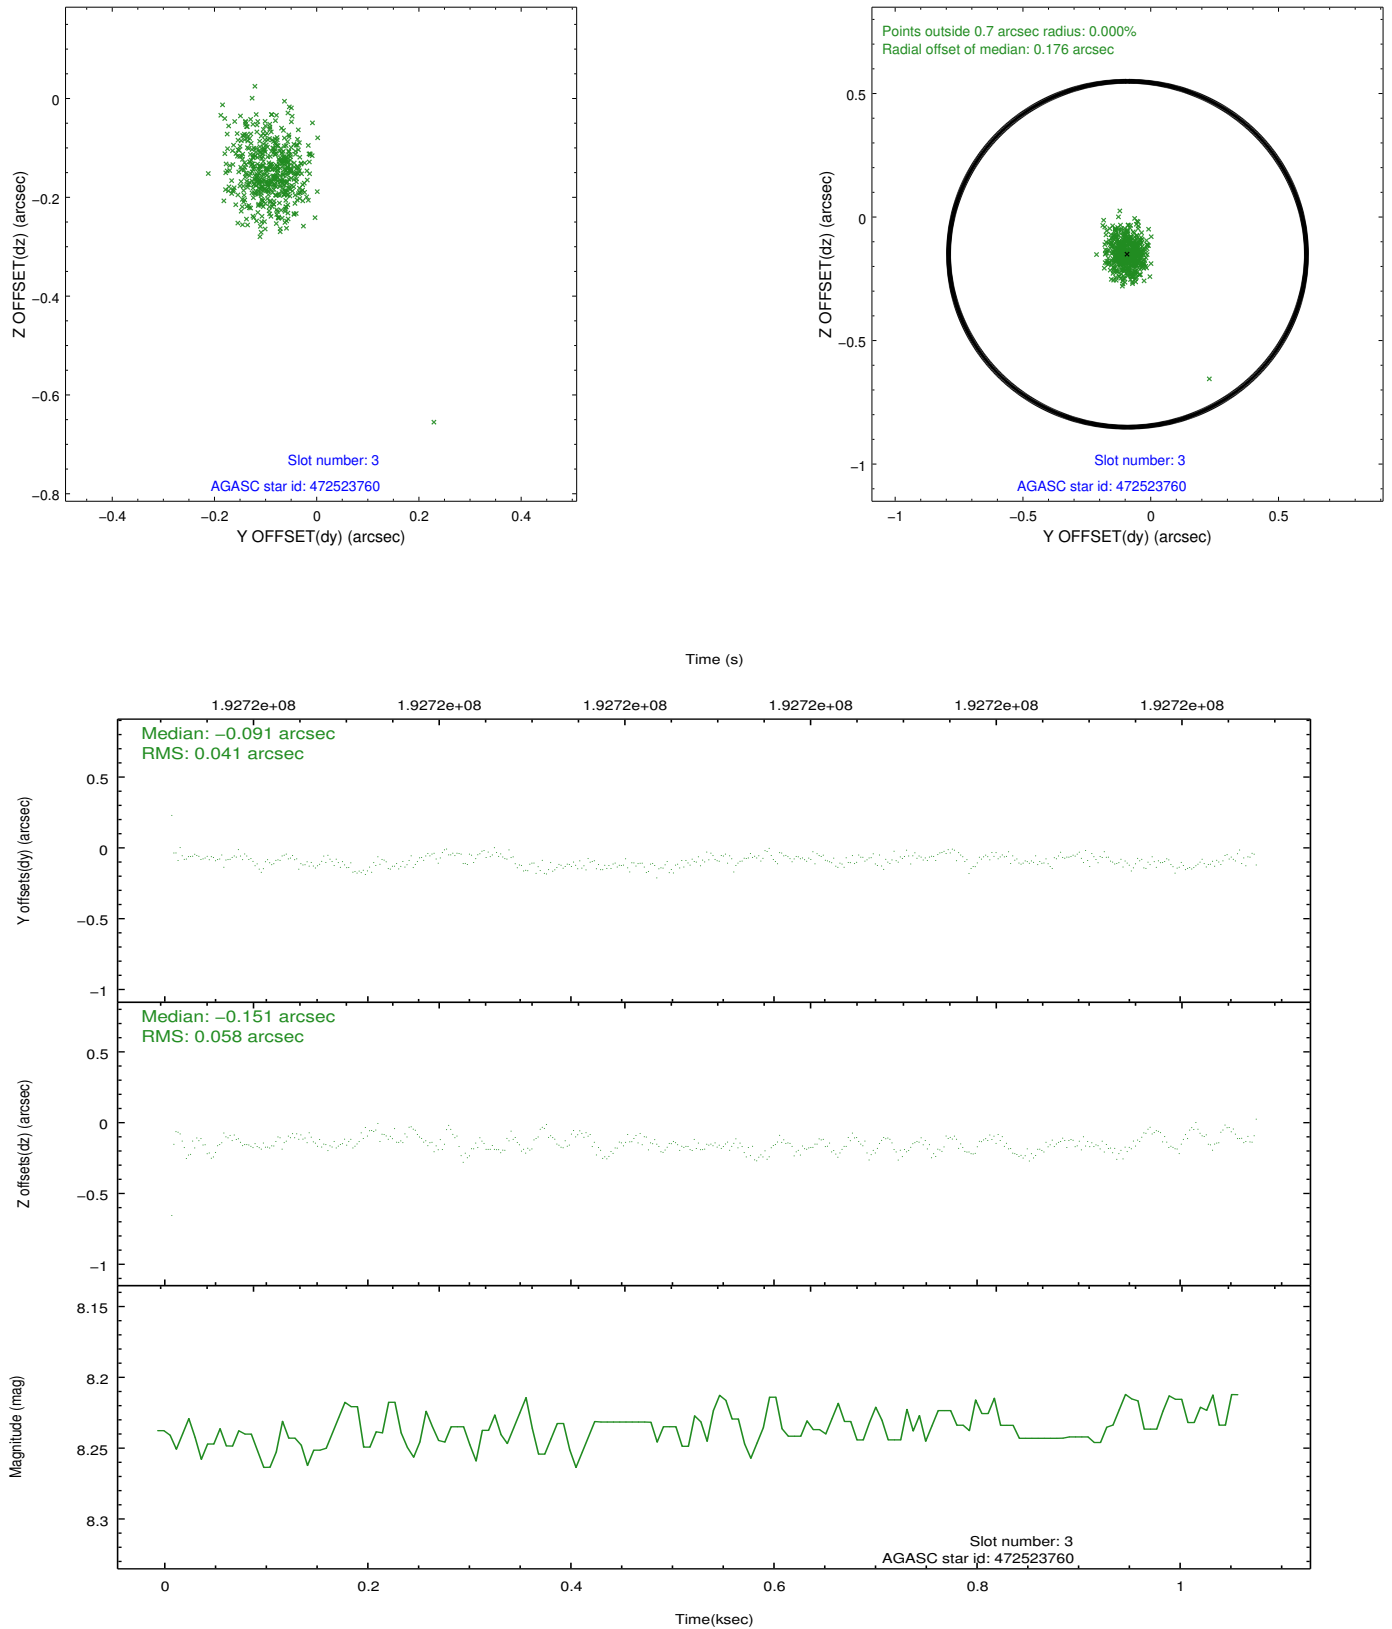 0
−0.2
−0.4
−0.6
−0.8
Z OFFSET(dz) (arcsec)
Slot number: 3
AGASC star id: 472523760
−0.4
−0.2
0
0.2
0.4
Y OFFSET(dy) (arcsec)
Points outside 0.7 arcsec radius: 0.000%
Radial offset of median: 0.176 arcsec
0.5
0
−0.5
−1
Z OFFSET(dz) (arcsec)
Slot number: 3
AGASC star id: 472523760
−1
−0.5
0
0.5
Y OFFSET(dy) (arcsec)
Time (s)
1.9272e+08
1.9272e+08
1.9272e+08
1.9272e+08
1.9272e+08
1.9272e+08
Median: −0.091 arcsec
RMS: 0.041 arcsec
0.5
0
−0.5
−1
Y offsets(dy) (arcsec)
Median: −0.151 arcsec
RMS: 0.058 arcsec
0.5
0
−0.5
−1
Z offsets(dz) (arcsec)
8.15
8.2
8.25
8.3
Magnitude (mag)
Slot number: 3
AGASC star id: 472523760
0
0.2
0.4
0.6
0.8
1
Time(ksec)